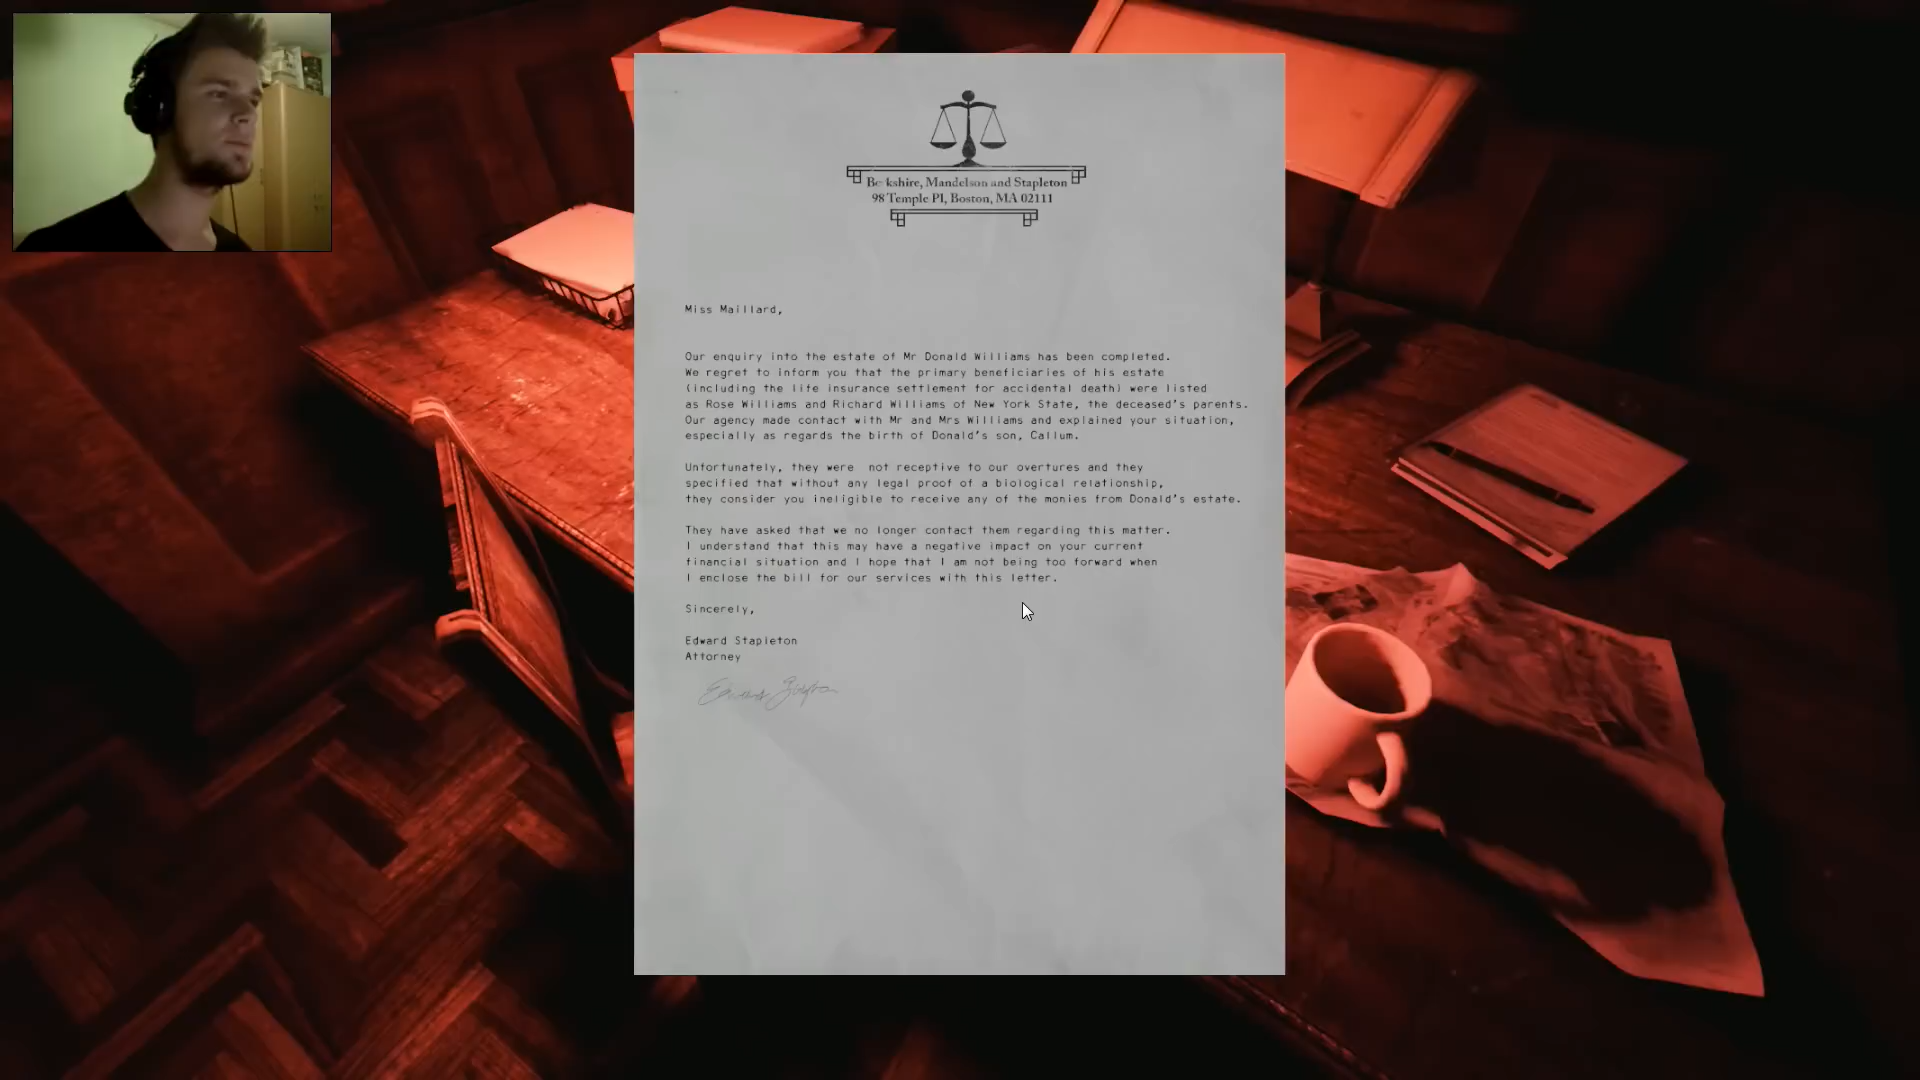 Berkshire, Mandelson and Stapleton
98 Temple Pl, Boston, MA 02111
Miss Maillard,
Our enquiry into the estate of Mr Donald Williams has been completed.
We regret to inform you that the primary beneficiaries of his estate
(including the life insurance settlement for accidental death) were listed
as Rose Williams and Richard Williams of New York State, the deceased's parents.
Our agency made contact with Mr and Mrs Williams and explained your situation,
especially as regards the birth of Donald's son, Callum.
Unfortunately, they were not receptive to our overtures and they
specified that without any legal proof of a biological relationship,
they consider you ineligible to receive any of the monies from Donald's estate.
They have asked that we no longer contact them regarding this matter.
I understand that this may have a negative impact on your current
financial situation and I hope that I am not being too forward when
I enclose the bill for our services with this letter.
Sincerely,
Edward Stapleton
Attorney